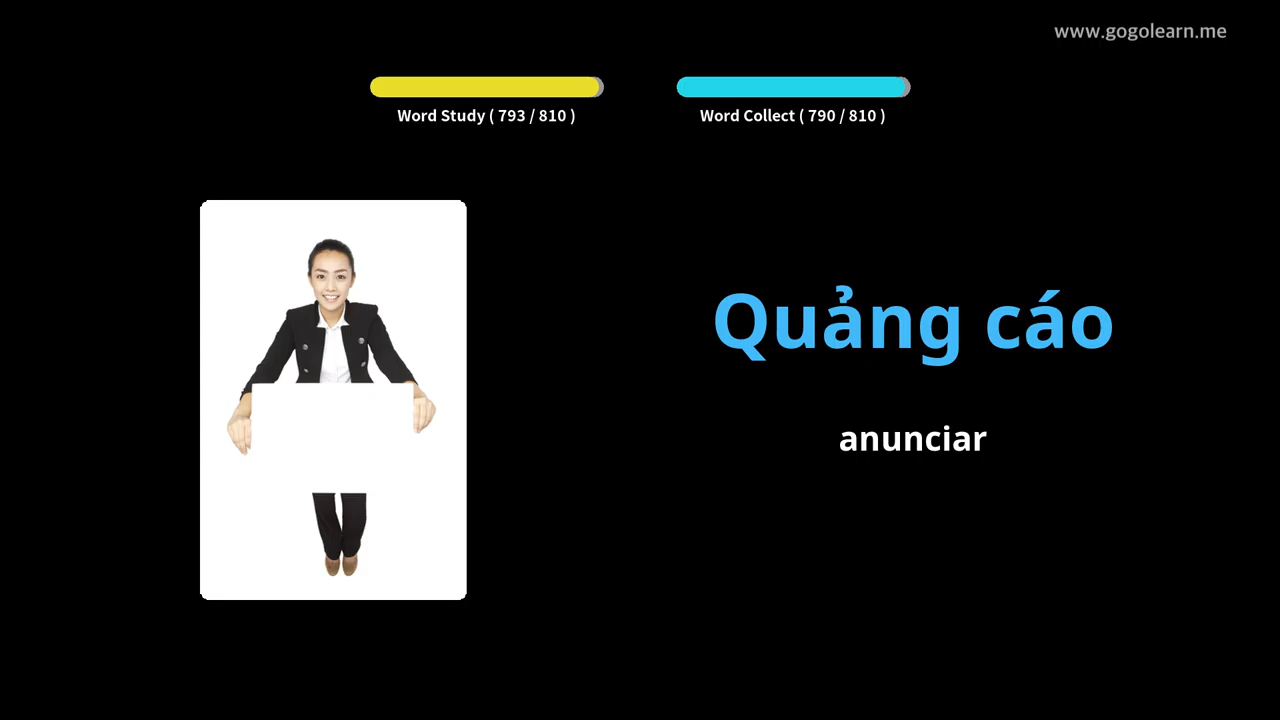 www.gogolearn.me
Word Study ( 793 / 810 )
Word Collect ( 790 / 810 )
Quảng cáo
anunciar